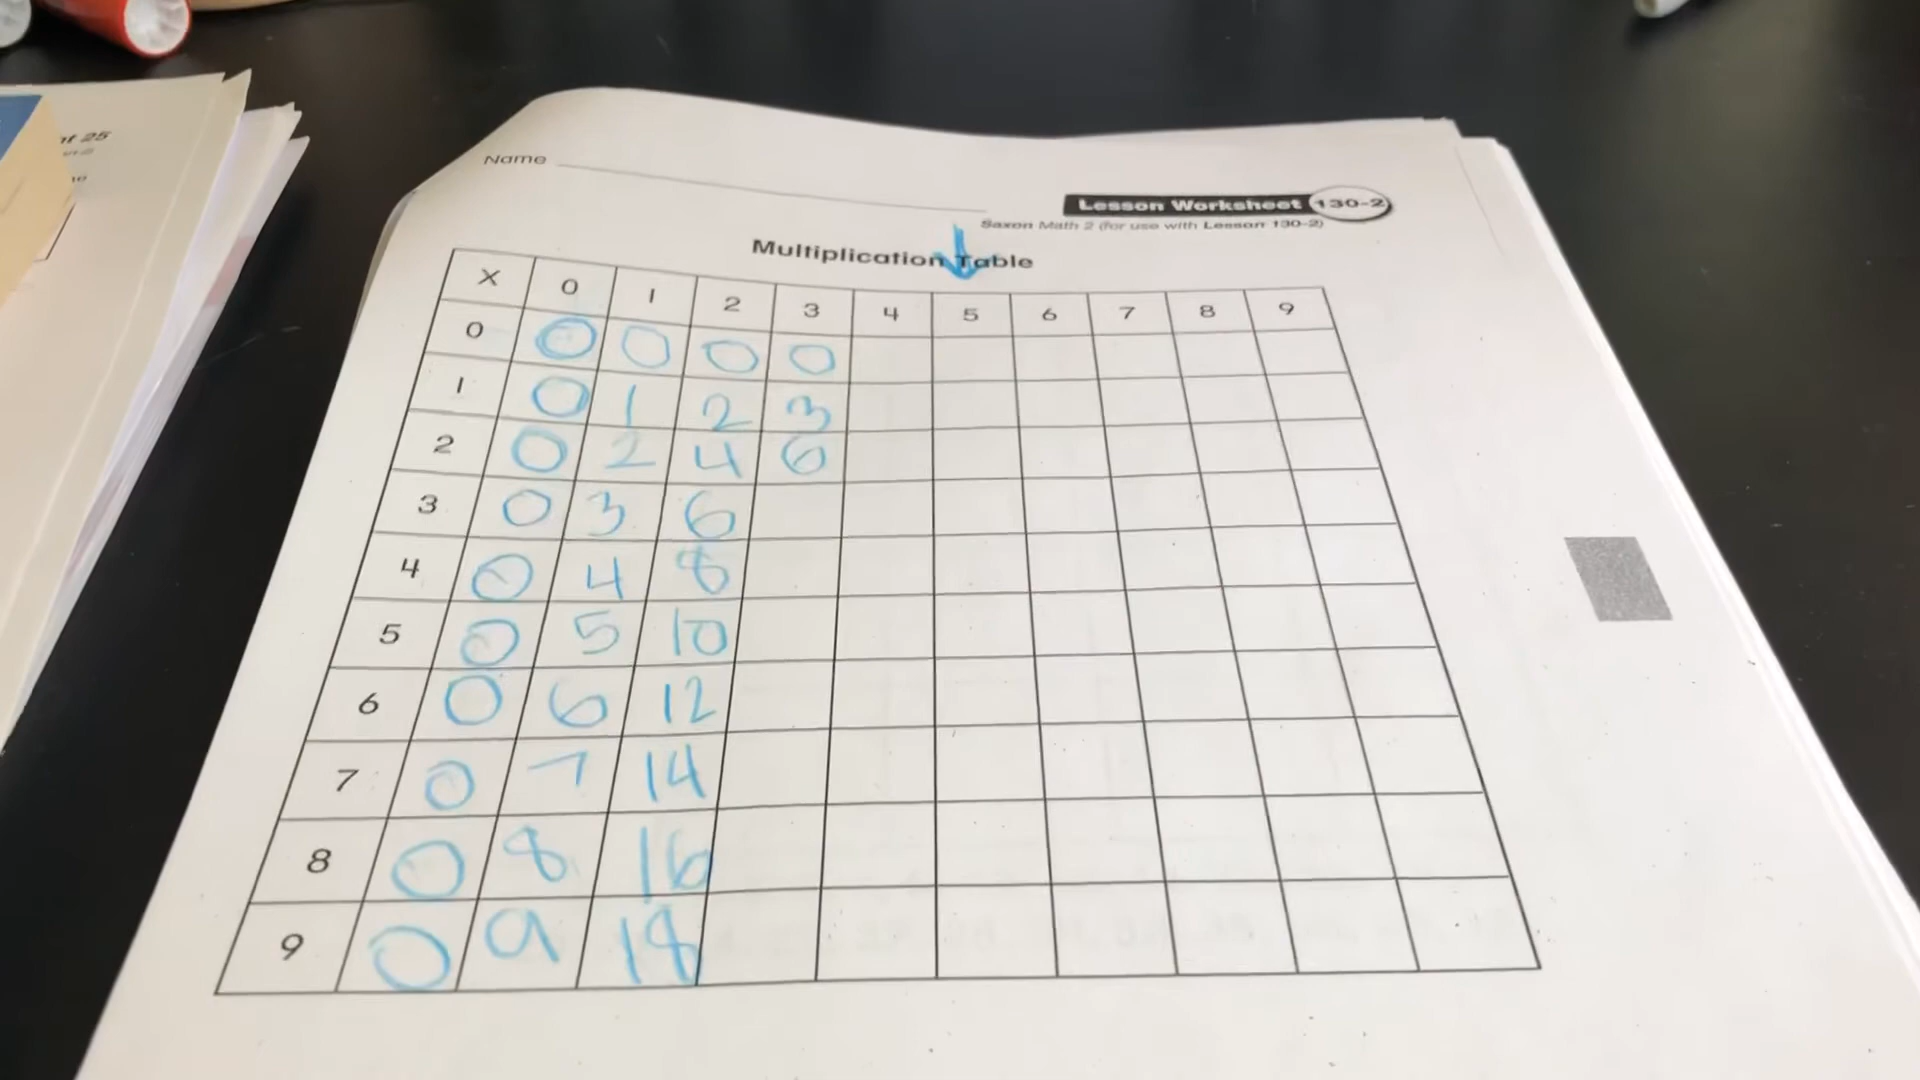 nt 25
Name
Lesson Worksheet 130-2
Saxon Math 2 (for use with Lesson 130-2)
Multiplication Table
X 0 1 2 3 4 5 6 7 8 9
0 0 0 0 0
1 0 1 2 3
2 0 2 4 6
3 0 3 6
4 0 4 8
5 0 5 10
6 0 6 12
7 0 7 14
8 0 8 16
9 0 9 18